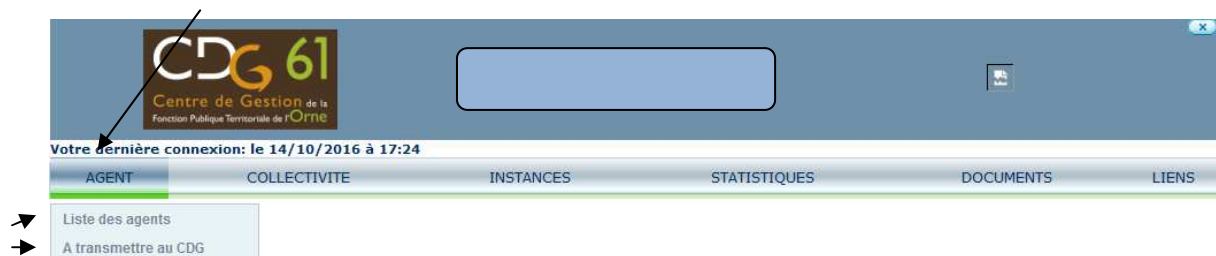 CDG 61
Centre de Gestion de la
Fonction Publique Territoriale de l'Orne
Votre dernière connexion: le 14/10/2016 à 17:24
AGENT COLLECTIVITE INSTANCES STATISTIQUES DOCUMENTS LIENS
Liste des agents
A transmettre au CDG